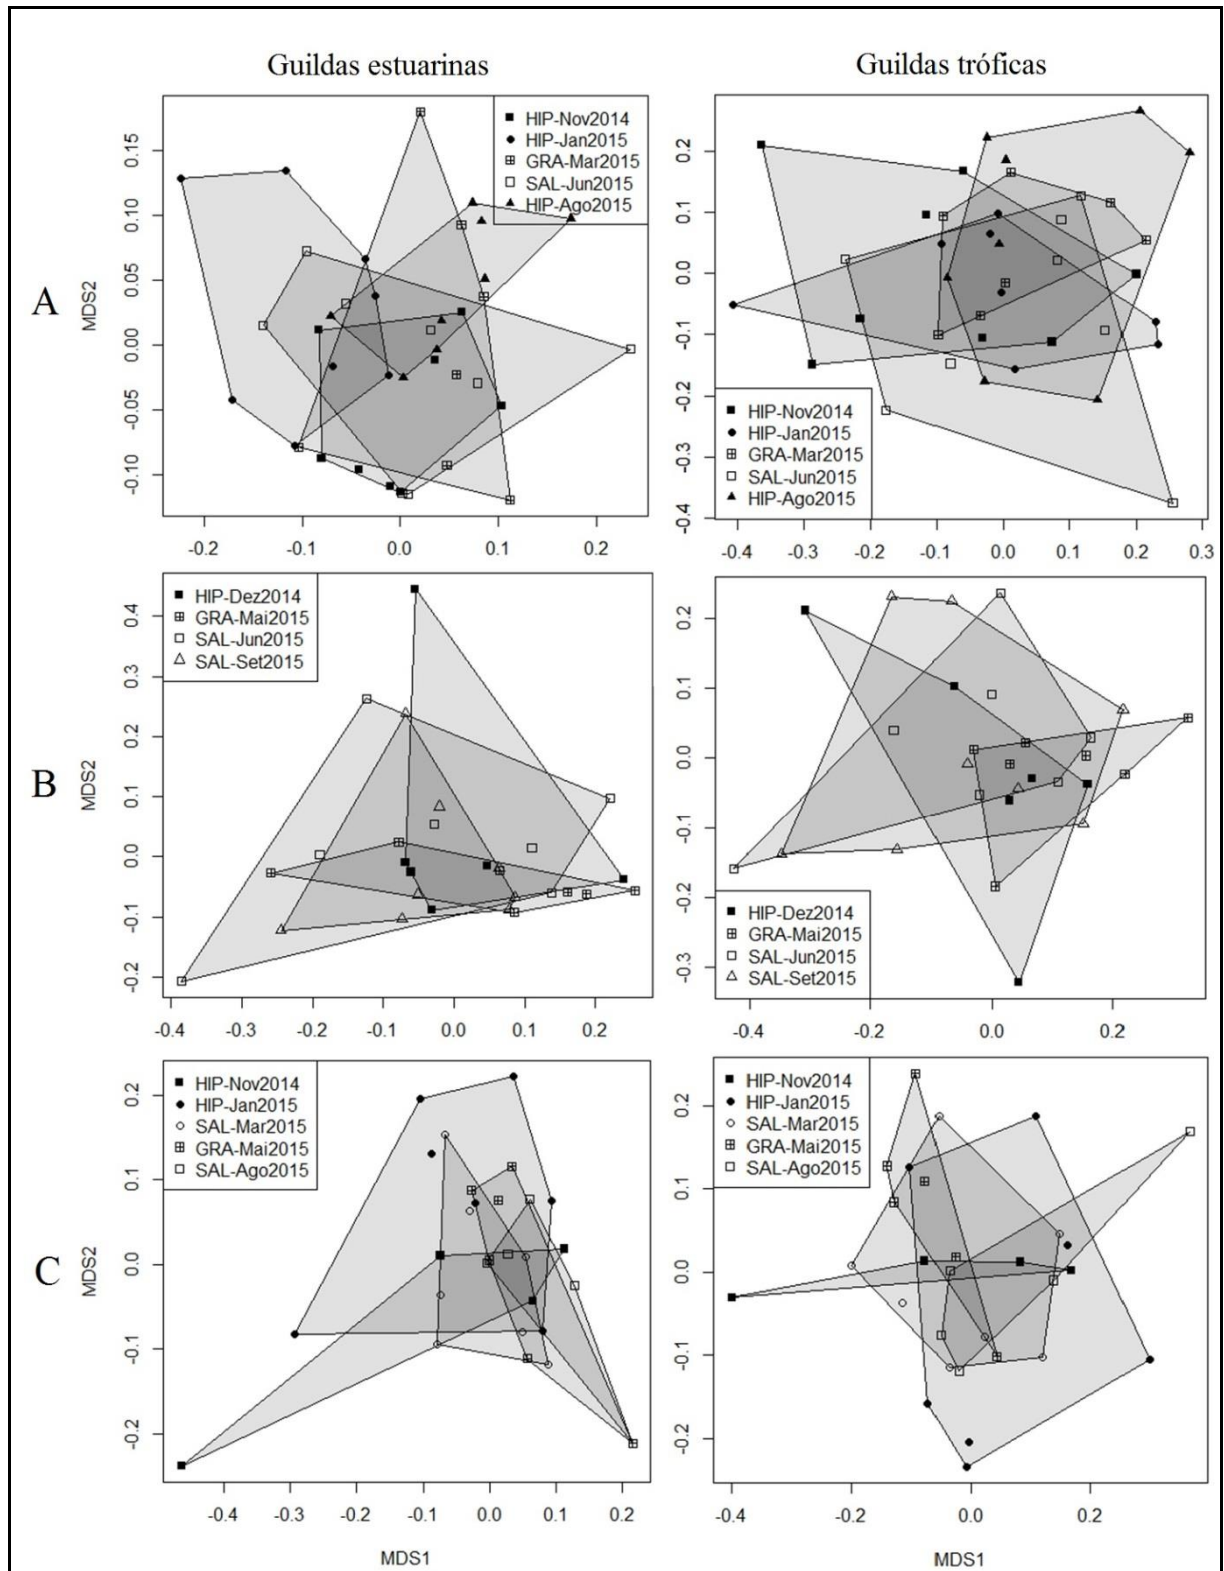 Guildas estuarinas
Guildas tróficas
A
MDS2
0.15
0.10
0.05
0.00
-0.05
-0.10
-0.2
-0.1
0.0
0.1
0.2
HIP-Nov2014
HIP-Jan2015
GRA-Mar2015
SAL-Jun2015
HIP-Ago2015
0.2
0.1
0.0
-0.1
-0.2
-0.3
-0.4
-0.4
-0.3
-0.2
-0.1
0.0
0.1
0.2
0.3
HIP-Nov2014
HIP-Jan2015
GRA-Mar2015
SAL-Jun2015
HIP-Ago2015
B
MDS2
0.4
0.3
0.2
0.1
0.0
-0.1
-0.2
-0.4
-0.3
-0.2
-0.1
0.0
0.1
0.2
HIP-Dez2014
GRA-Mai2015
SAL-Jun2015
SAL-Set2015
0.2
0.1
0.0
-0.1
-0.2
-0.3
-0.4
-0.2
0.0
0.2
HIP-Dez2014
GRA-Mai2015
SAL-Jun2015
SAL-Set2015
C
MDS2
0.2
0.1
0.0
-0.1
-0.2
-0.4
-0.3
-0.2
-0.1
0.0
0.1
0.2
HIP-Nov2014
HIP-Jan2015
SAL-Mar2015
GRA-Mai2015
SAL-Ago2015
MDS1
0.2
0.1
0.0
-0.1
-0.2
-0.4
-0.2
0.0
0.2
HIP-Nov2014
HIP-Jan2015
SAL-Mar2015
GRA-Mai2015
SAL-Ago2015
MDS1